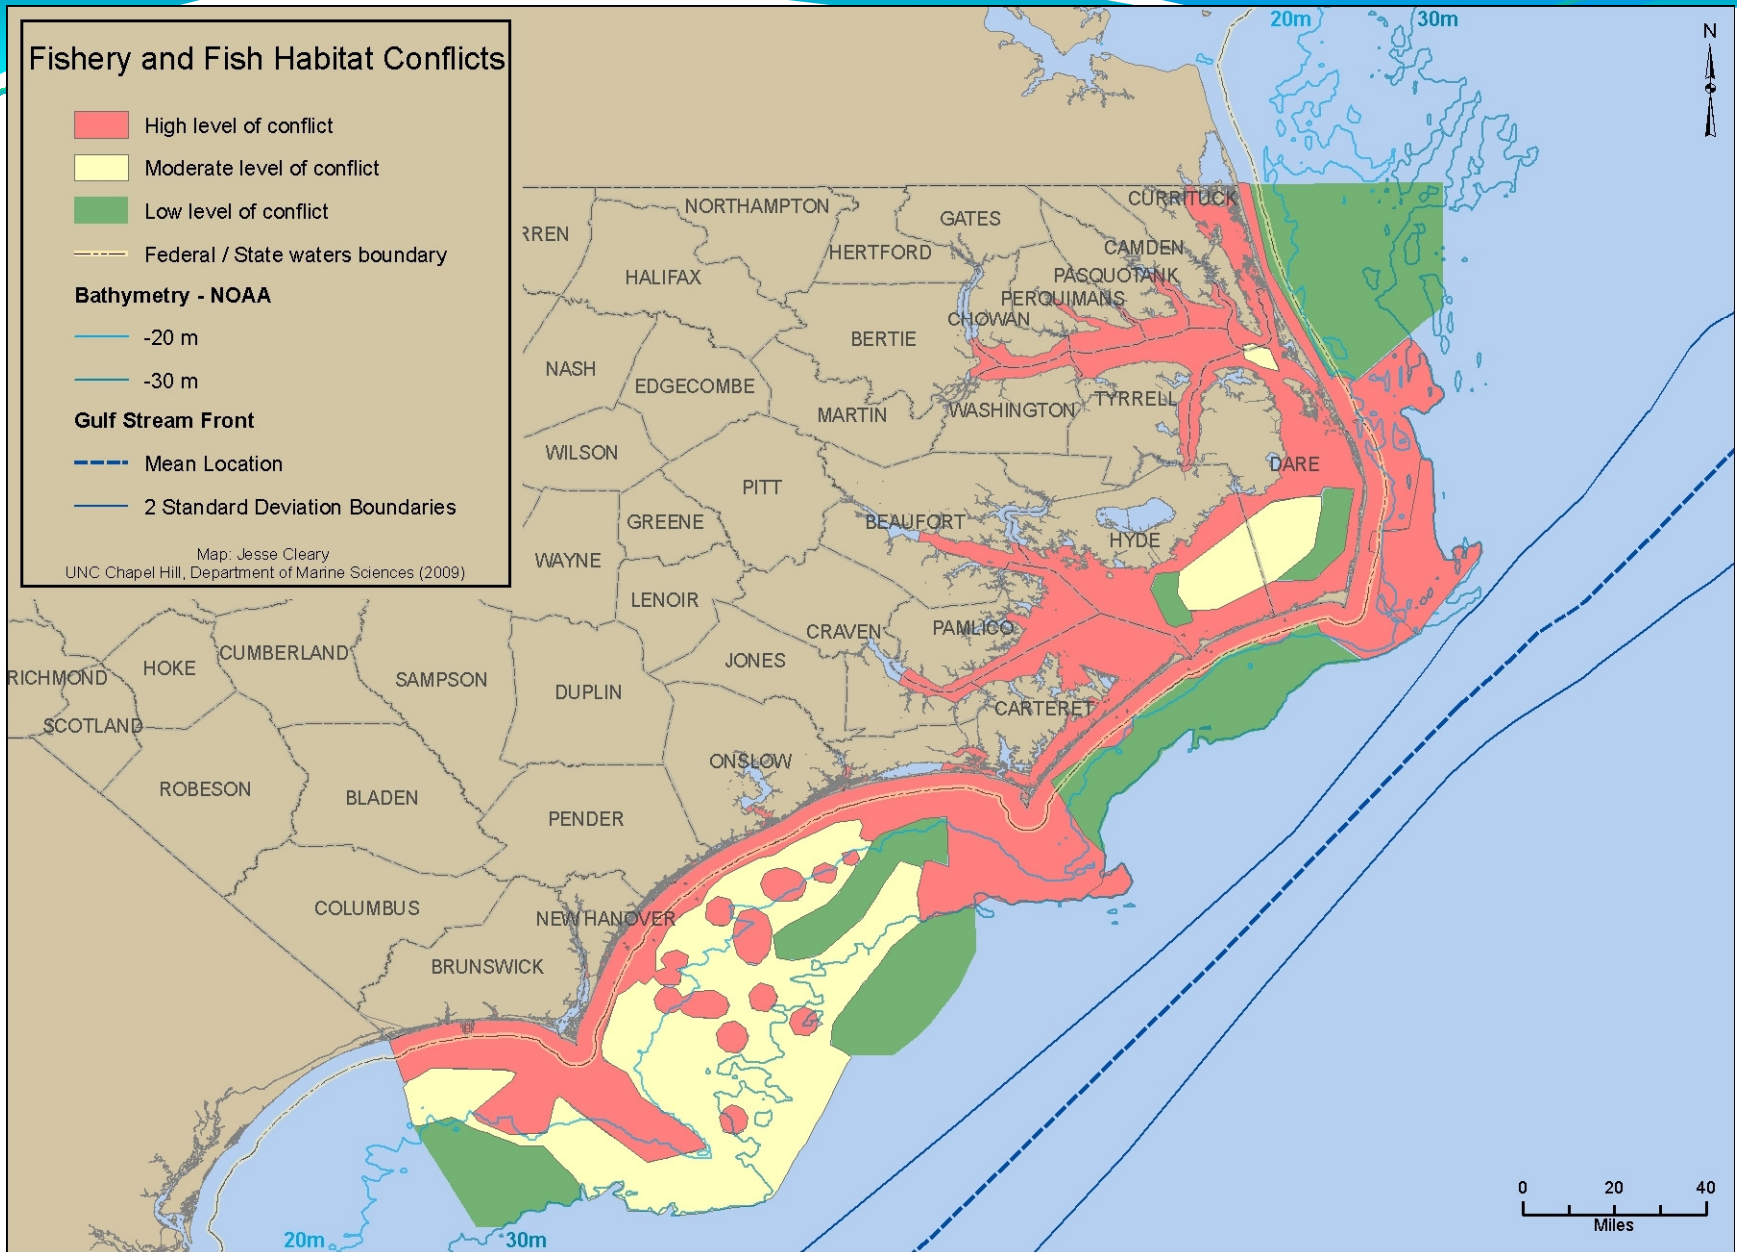 Fishery and Fish Habitat Conflicts
High level of conflict
Moderate level of conflict
Low level of conflict
Federal / State waters boundary
Bathymetry - NOAA
-20 m
-30 m
Gulf Stream Front
Mean Location
2 Standard Deviation Boundaries
Map: Jesse Cleary
UNC Chapel Hill, Department of Marine Sciences (2009)
20m
30m
N
CURRITUCK
NORTHAMPTON
GATES
RREN
HERTFORD
CAMDEN
HALIFAX
PASQUOTANK
PERQUIMANS
CHOWAN
BERTIE
NASH
EDGECOMBE
TYRRELL
WASHINGTON
MARTIN
WILSON
DARE
PITT
GREENE
BEAUFORT
HYDE
WAYNE
LENOIR
PAMLICO
CRAVEN
CUMBERLAND
JONES
HOKE
RICHMOND
SAMPSON
DUPLIN
CARTERET
SCOTLAND
ONSLOW
ROBESON
BLADEN
PENDER
COLUMBUS
NEW HANOVER
BRUNSWICK
0 20 40
Miles
20m
30m